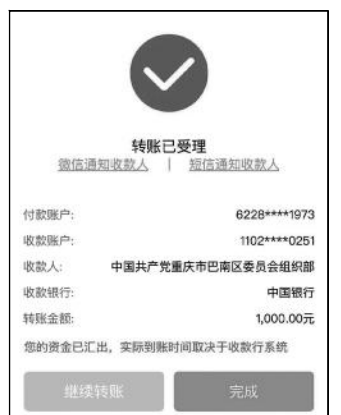 转账已受理
微信通知收款人 | 短信通知收款人
付款账户: 6228****1973
收款账户: 1102****0251
收款人: 中国共产党重庆市巴南区委员会组织部
收款银行: 中国银行
转账金额: 1,000.00元
您的资金已汇出，实际到账时间取决于收款行系统
继续转账 完成